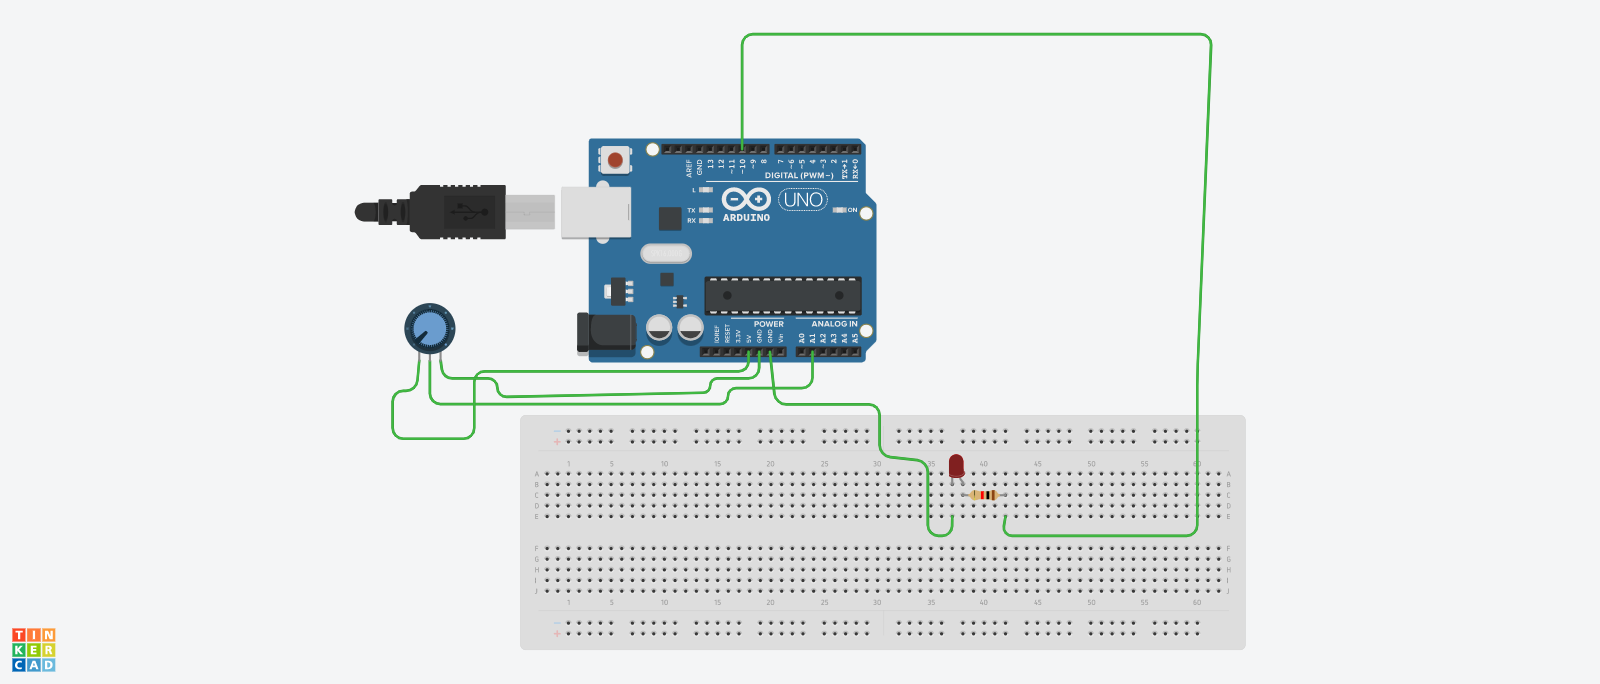 AREF
GND
13
12
~11
~10
~9
8
7
~6
~5
4
~3
2
TX→1
RX←0
DIGITAL (PWM~)
L
TX
RX
ARDUINO
UNO
ON
POWER
ANALOG IN
IOREF
RESET
3.3V
5V
GND
GND
Vin
A0
A1
A2
A3
A4
A5
1 5 10 15 20 25 30 35 40 45 50 55 60
A A
B B
C C
D D
E E
F F
G G
H H
I I
J J
1 5 10 15 20 25 30 35 40 45 50 55 60
TIN
KER
CAD